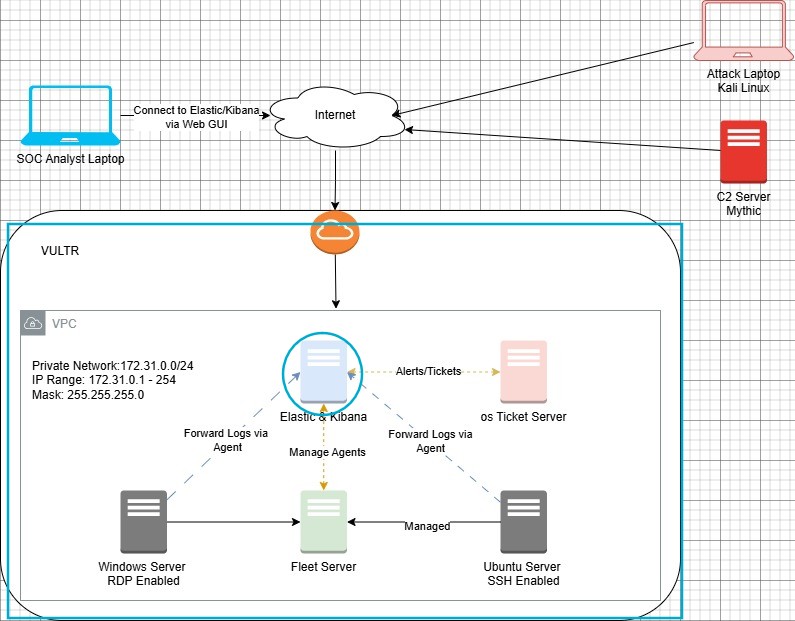 Attack Laptop
Kali Linux
Connect to Elastic/Kibana
via Web GUI
Internet
SOC Analyst Laptop
C2 Server
Mythic
VULTR
VPC
Private Network:172.31.0.0/24
IP Range: 172.31.0.1 - 254
Mask: 255.255.255.0
Alerts/Tickets
Elastic & Kibana
os Ticket Server
Forward Logs via
Agent
Manage Agents
Forward Logs via
Agent
Managed
Windows Server
RDP Enabled
Fleet Server
Ubuntu Server
SSH Enabled